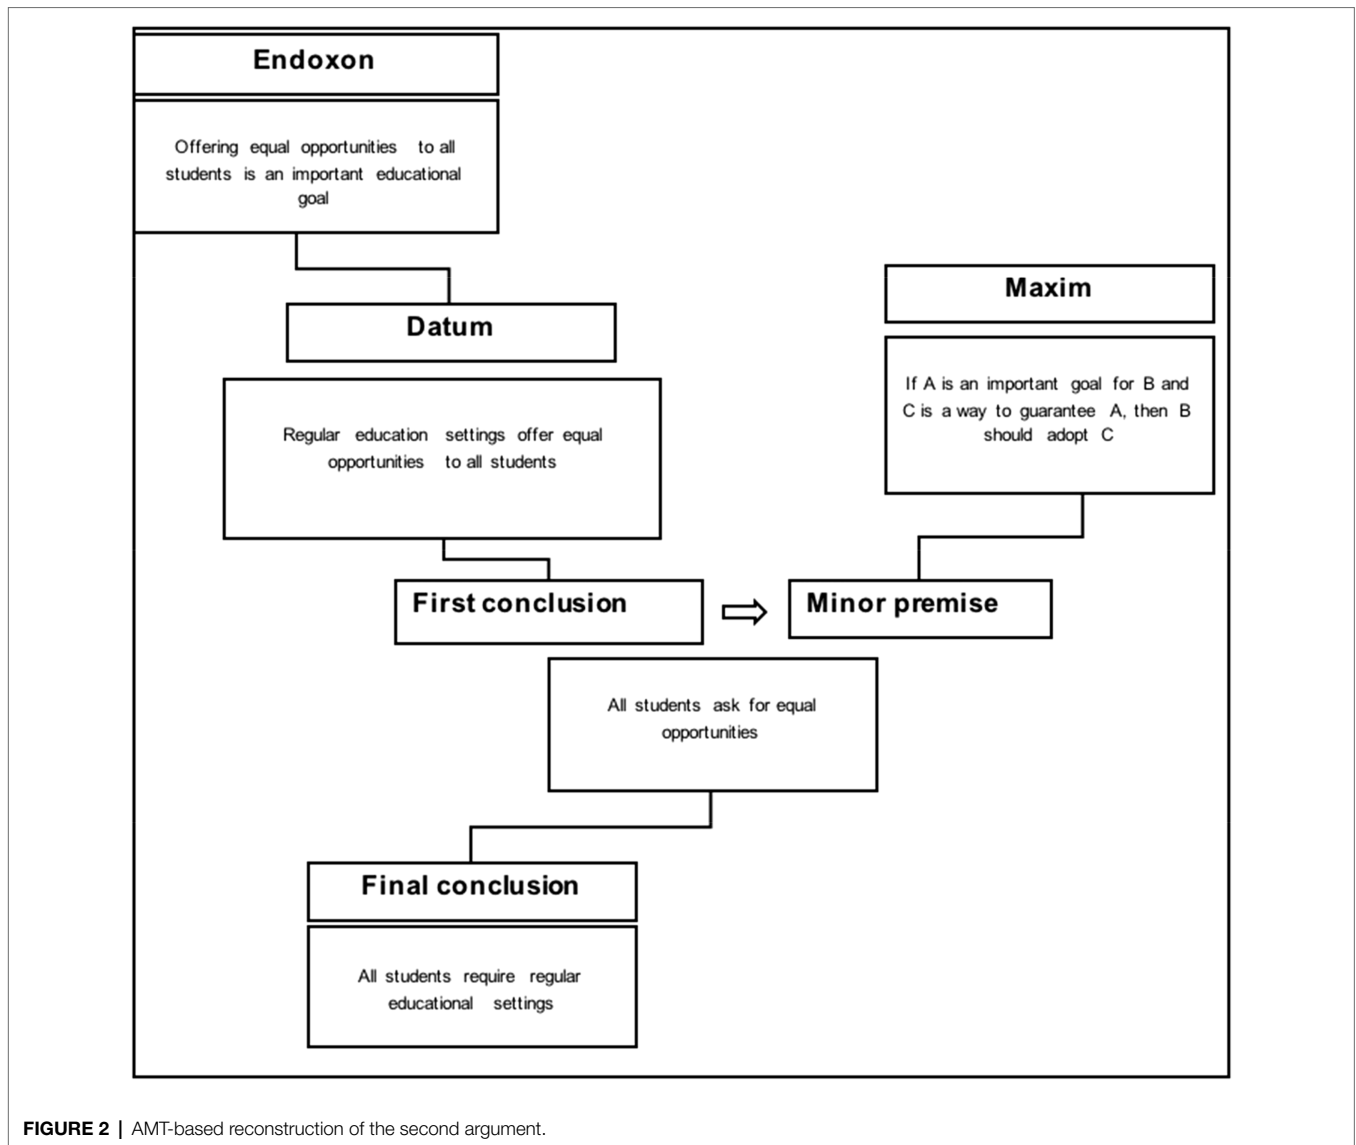 Endoxon
Offering equal opportunities to all
students is an important educational
goal
Datum
Regular education settings offer equal
opportunities to all students
Maxim
If A is an important goal for B and
C is a way to guarantee A, then B
should adopt C
First conclusion
Minor premise
All students ask for equal
opportunities
Final conclusion
All students require regular
educational settings
FIGURE 2 | AMT-based reconstruction of the second argument.